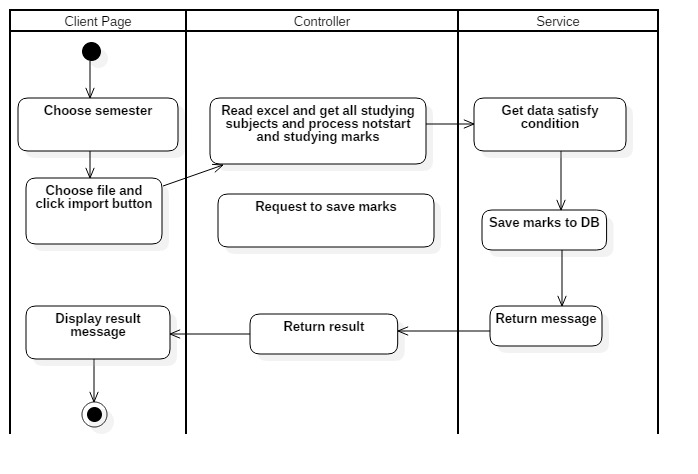 Client Page
Controller
Service
Choose semester
Read excel and get all studying
subjects and process notstart
and studying marks
Get data satisfy
condition
Choose file and
click import button
Request to save marks
Save marks to DB
Display result
message
Return result
Return message